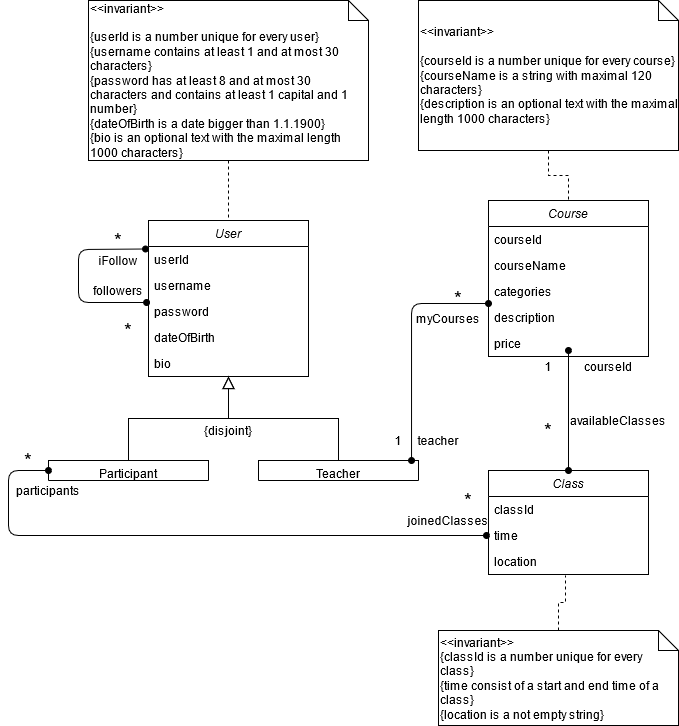 <<invariant>>
{userId is a number unique for every user}
{username contains at least 1 and at most 30
characters}
{password has at least 8 and at most 30
characters and contains at least 1 capital and 1
number}
{dateOfBirth is a date bigger than 1.1.1900}
{bio is an optional text with the maximal length
1000 characters}
<<invariant>>
{courseId is a number unique for every course}
{courseName is a string with maximal 120
characters}
{description is an optional text with the maximal
length 1000 characters}
User
userId
username
password
dateOfBirth
bio
*
iFollow
followers
*
Course
courseId
courseName
categories
description
price
*
myCourses
1 teacher
1 courseId
availableClasses
*
{disjoint}
Participant
Teacher
*
participants
*
joinedClasses
Class
classId
time
location
<<invariant>>
{classId is a number unique for every
class}
{time consist of a start and end time of a
class}
{location is a not empty string}